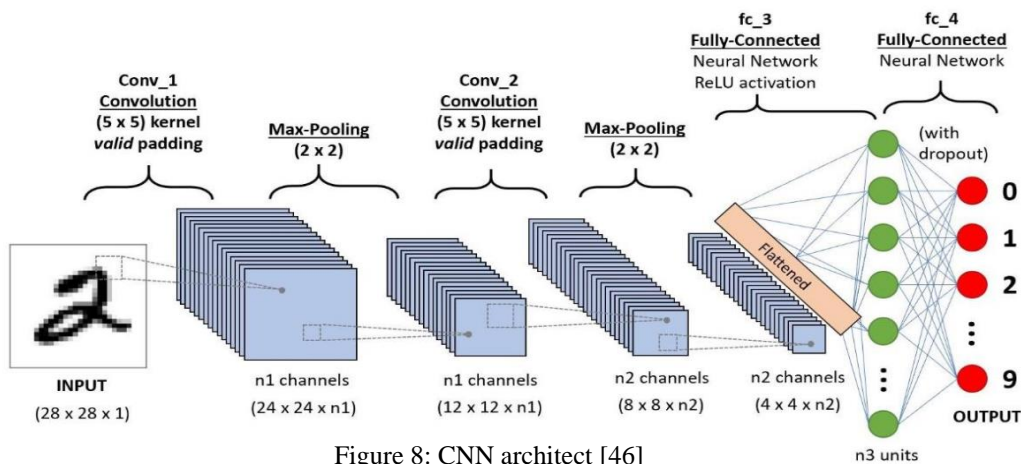 fc_3
Fully-Connected
Neural Network
ReLU activation
fc_4
Fully-Connected
Neural Network
Conv_1
Convolution
(5 x 5) kernel
valid padding
Max-Pooling
(2 x 2)
Conv_2
Convolution
(5 x 5) kernel
valid padding
Max-Pooling
(2 x 2)
(with
dropout)
Flattened
0
1
2
9
INPUT
(28 x 28 x 1)
n1 channels
(24 x 24 x n1)
n1 channels
(12 x 12 x n1)
n2 channels
(8 x 8 x n2)
n2 channels
(4 x 4 x n2)
OUTPUT
n3 units
Figure 8: CNN architect [46]